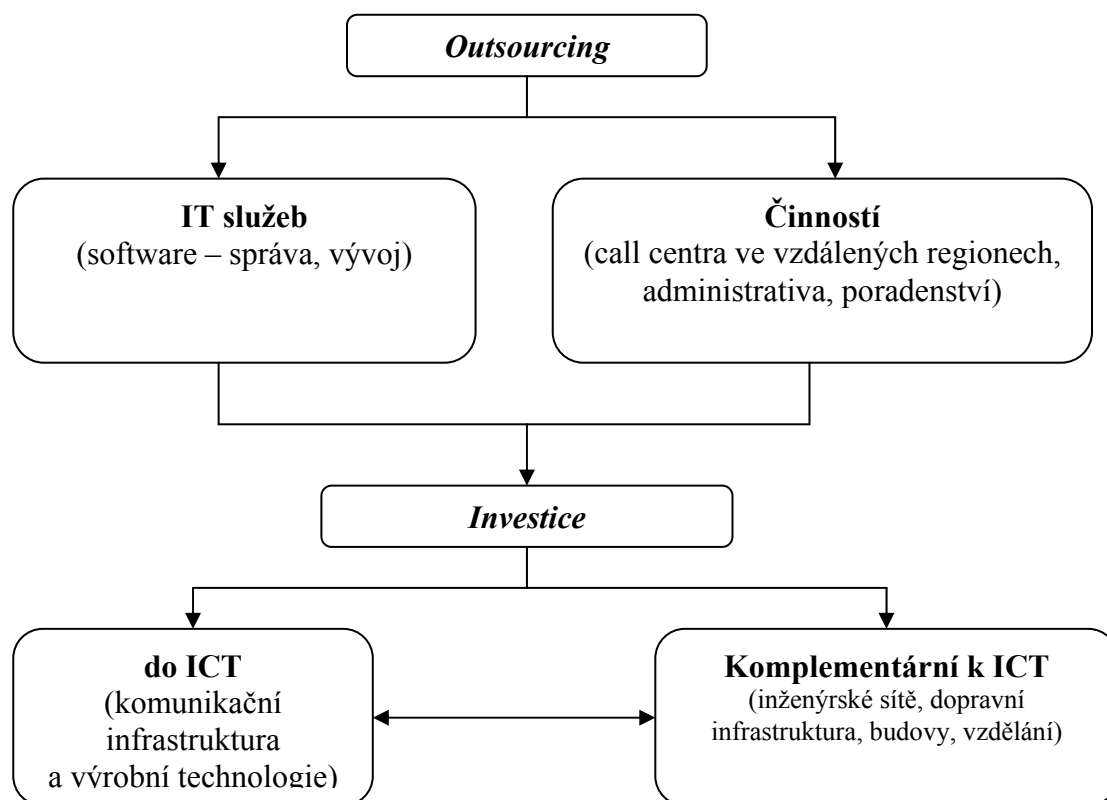 Outsourcing
IT služeb
(software – správa, vývoj)
Činností
(call centra ve vzdálených regionech,
administrativa, poradenství)
Investice
do ICT
(komunikační
infrastruktura
a výrobní technologie)
Komplementární k ICT
(inženýrské sítě, dopravní
infrastruktura, budovy, vzdělání)